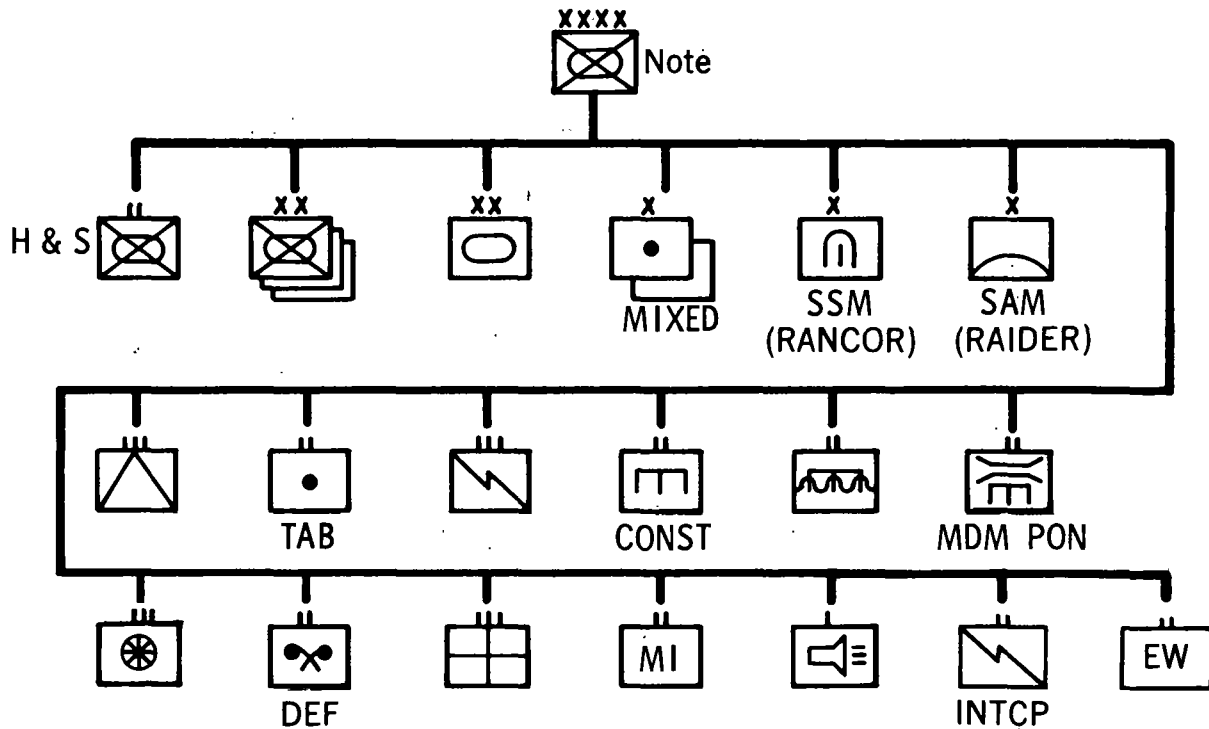 XXXX
Note
H & S
XX
XX
X
X
X
MIXED
SSM
(RANCOR)
SAM
(RAIDER)
TAB
CONST
MDM PON
MI
EW
DEF
INTCP